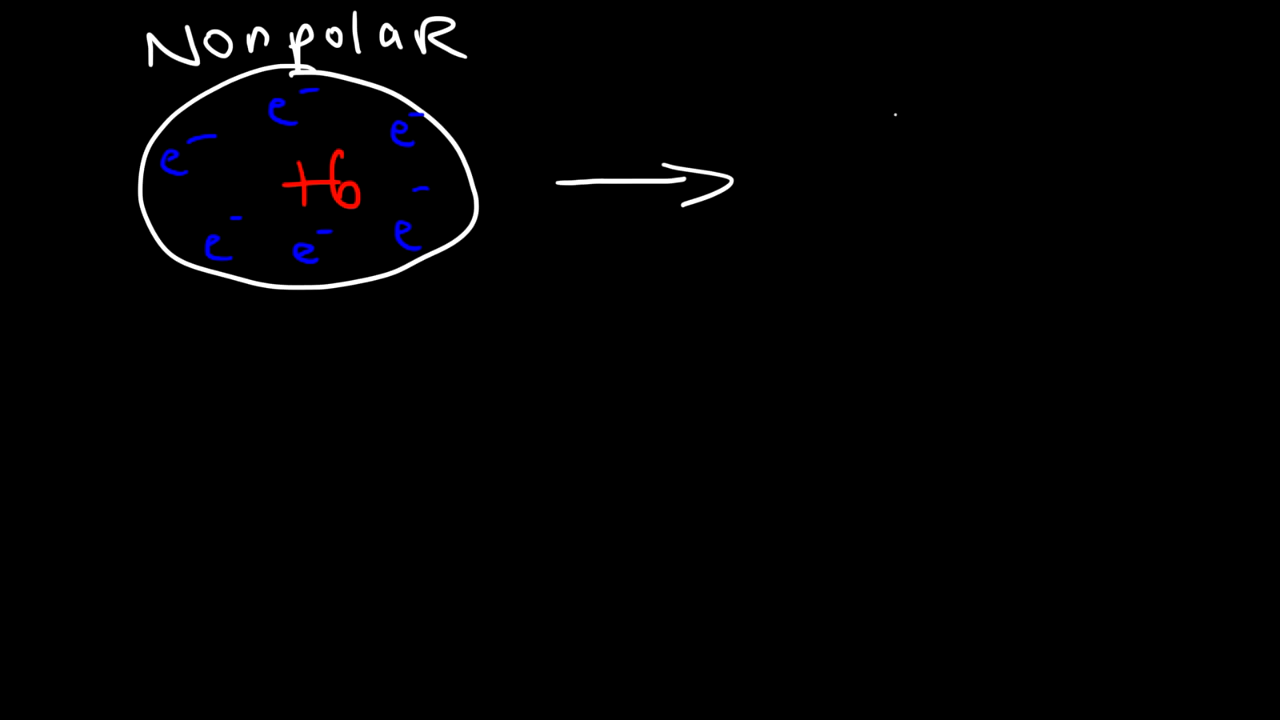 NonpolaR
e⁻
e⁻ e⁻
+6
e⁻ e⁻ e⁻